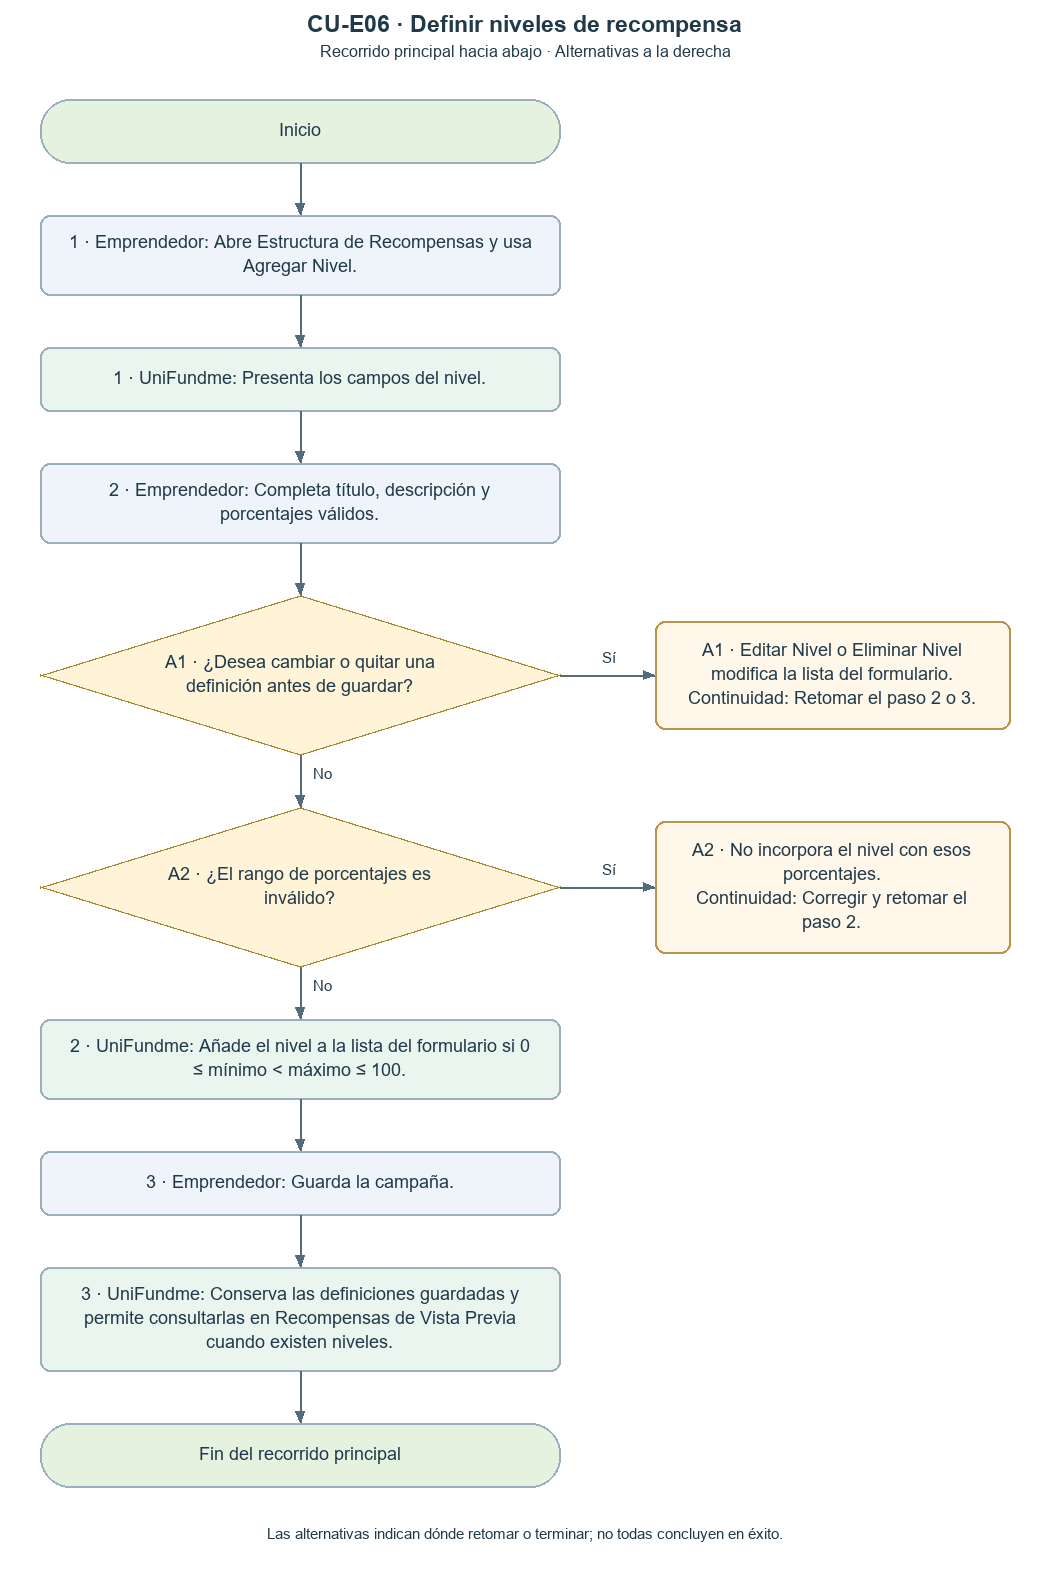 CU-E06 · Definir niveles de recompensa
Recorrido principal hacia abajo · Alternativas a la derecha
Inicio
1 · Emprendedor: Abre Estructura de Recompensas y usa
Agregar Nivel.
1 · UniFundme: Presenta los campos del nivel.
2 · Emprendedor: Completa título, descripción y
porcentajes válidos.
A1 · ¿Desea cambiar o quitar una
definición antes de guardar?
Sí
A1 · Editar Nivel o Eliminar Nivel
modifica la lista del formulario.
Continuidad: Retomar el paso 2 o 3.
No
A2 · ¿El rango de porcentajes es
inválido?
Sí
A2 · No incorpora el nivel con esos
porcentajes.
Continuidad: Corregir y retomar el
paso 2.
No
2 · UniFundme: Añade el nivel a la lista del formulario si 0
≤ mínimo < máximo ≤ 100.
3 · Emprendedor: Guarda la campaña.
3 · UniFundme: Conserva las definiciones guardadas y
permite consultarlas en Recompensas de Vista Previa
cuando existen niveles.
Fin del recorrido principal
Las alternativas indican dónde retomar o terminar; no todas concluyen en éxito.